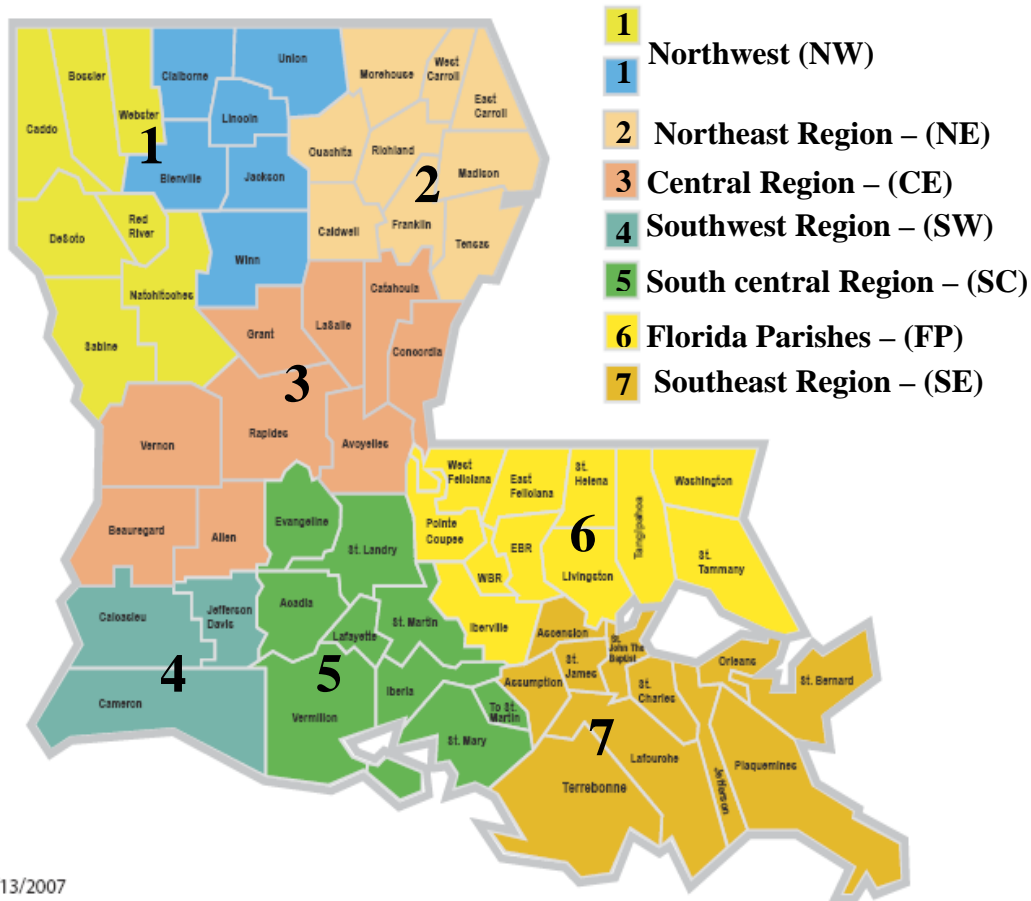 1
1
Northwest (NW)
2 Northeast Region – (NE)
3 Central Region – (CE)
4 Southwest Region – (SW)
5 South central Region – (SC)
6 Florida Parishes – (FP)
7 Southeast Region – (SE)
Caddo
Bossier
Webster
1
Claiborne
Union
Lincoln
Bienville
Jackson
Winn
DeSoto
Red
River
Natchitoches
Sabine
Morehouse
West
Carroll
East
Carroll
Ouachita
Richland
2
Madison
Caldwell
Franklin
Tensas
Grant
LaSalle
Catahoula
Concordia
3
Vernon
Rapides
Avoyelles
Beauregard
Allen
Calcasieu
Jefferson
Davis
4
Cameron
Evangeline
St. Landry
Acadia
Lafayette
St. Martin
5
Iberia
Vermilion
To St.
Martin
St. Mary
West
Feliciana
East
Feliciana
St.
Helena
Tangipahoa
Washington
Pointe
Coupee
EBR
6
St.
Tammany
WBR
Livingston
Iberville
Ascension
St.
John The
Baptist
Orleans
St. Bernard
Assumption
St.
James
St.
Charles
7
Lafourche
Plaquemines
Jefferson
Terrebonne
13/2007